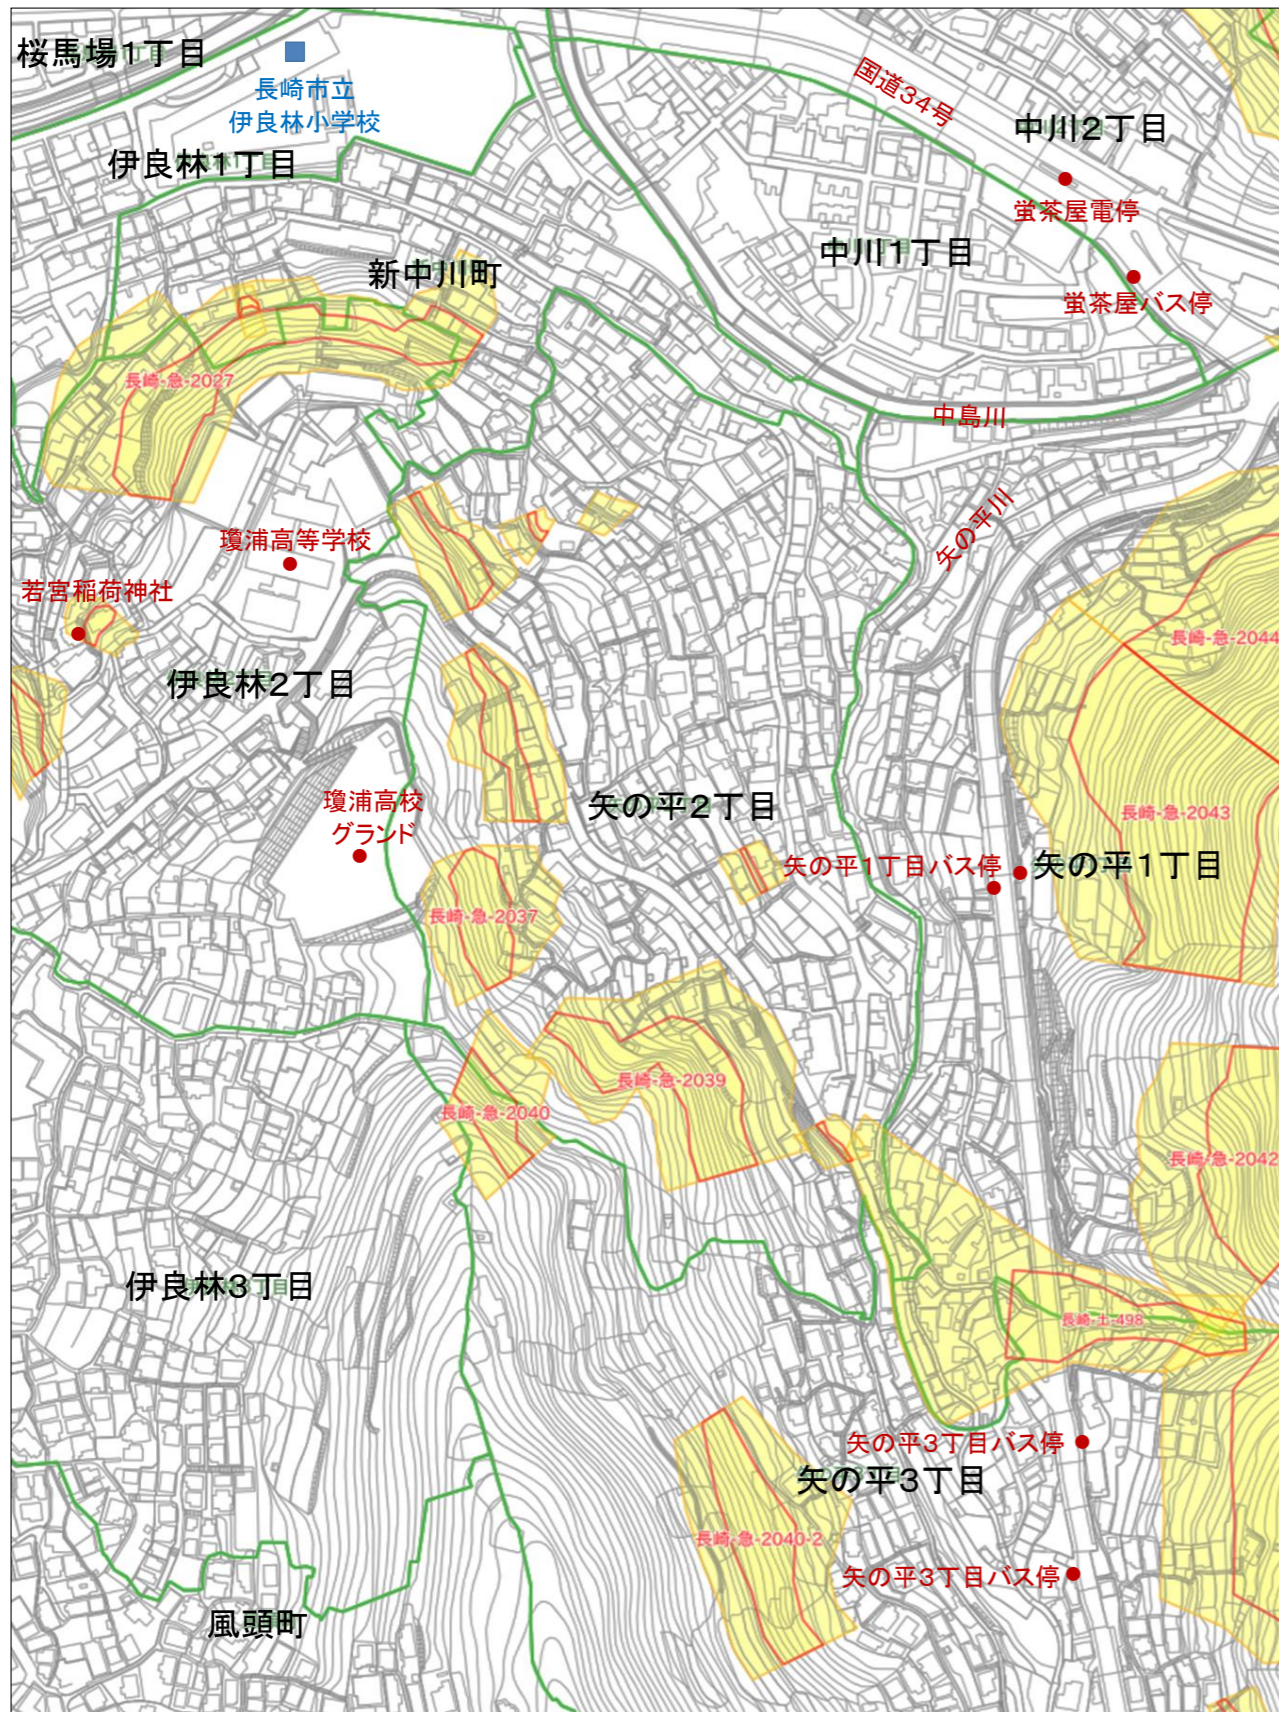 桜馬場1丁目
長崎市立
伊良林小学校
国道34号
中川2丁目
伊良林1丁目
蛍茶屋電停
中川1丁目
新中川町
蛍茶屋バス停
長崎-急-2027
中島川
矢の平川
瓊浦高等学校
若宮稲荷神社
長崎-急-2044
伊良林2丁目
瓊浦高校
グランド
矢の平2丁目
長崎-急-2043
矢の平1丁目バス停
矢の平1丁目
長崎-急-2037
長崎-急-2039
長崎-急-2040
長崎-急-2042
伊良林3丁目
長崎-土-498
矢の平3丁目バス停
矢の平3丁目
長崎-急-2040-2
矢の平3丁目バス停
風頭町